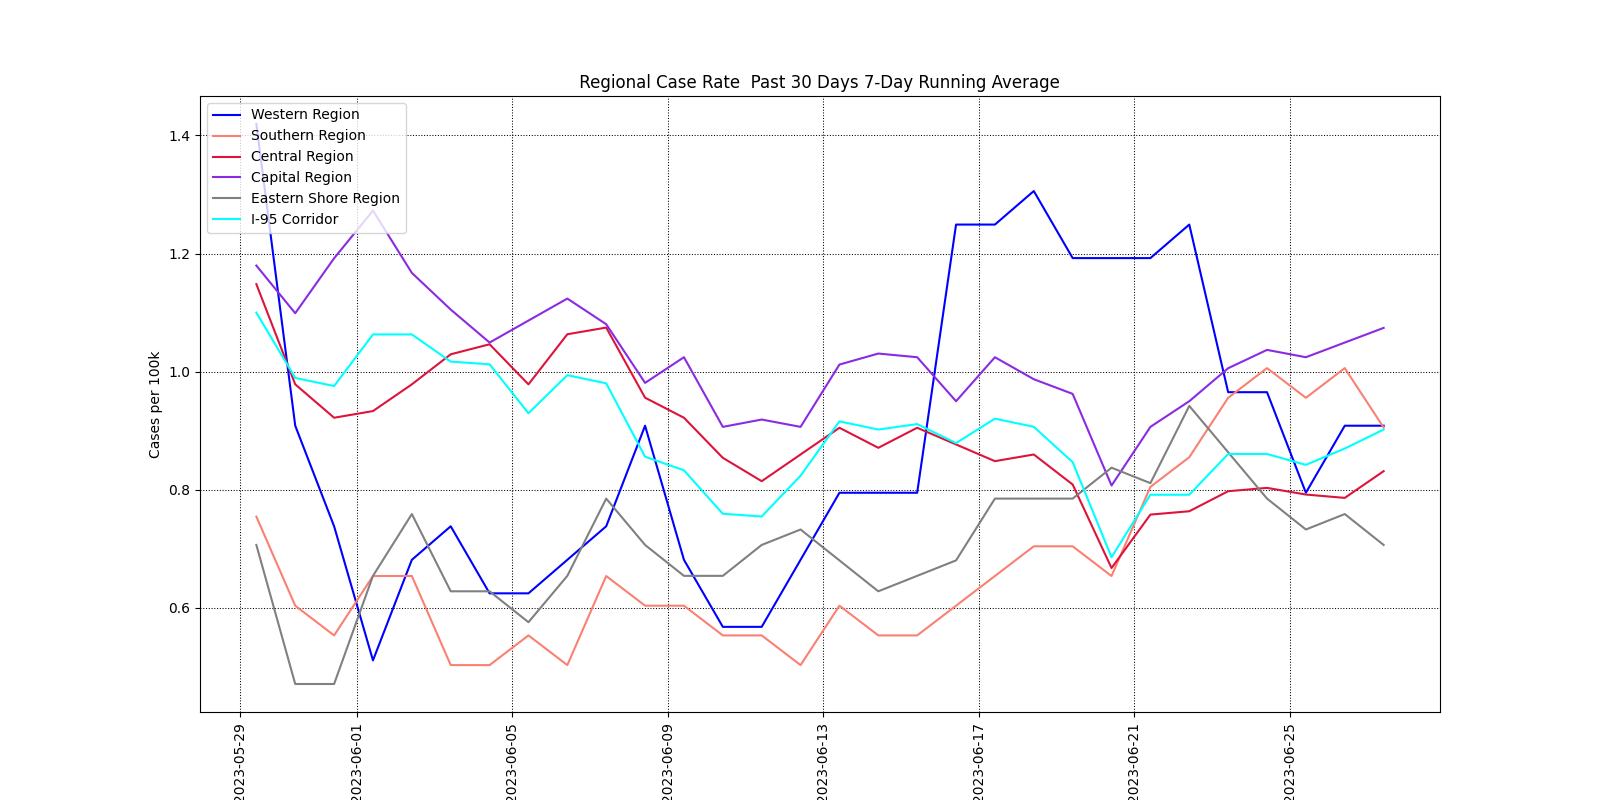 Regional Case Rate  Past 30 Days 7-Day Running Average
Western Region
Southern Region
Central Region
Capital Region
Eastern Shore Region
I-95 Corridor
Cases per 100k
1.4
1.2
1.0
0.8
0.6
2023-05-29
2023-06-01
2023-06-05
2023-06-09
2023-06-13
2023-06-17
2023-06-21
2023-06-25